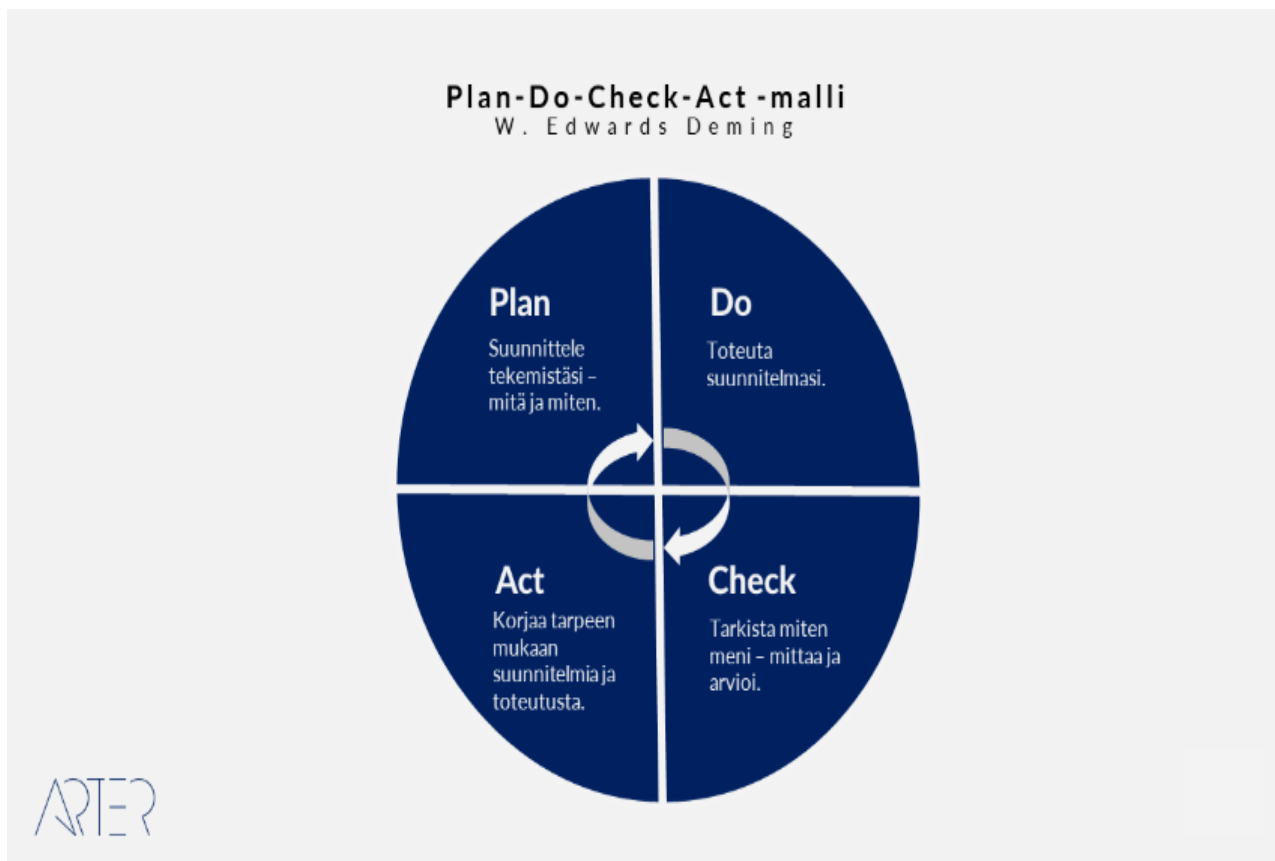 Plan-Do-Check-Act -malli
W. Edwards Deming
Plan
Suunnittele
tekemistäsi –
mitä ja miten.
Do
Toteuta
suunnitelmasi.
Act
Korjaa tarpeen
mukaan
suunnitelmia ja
toteutusta.
Check
Tarkista miten
meni – mittaa ja
arvioi.
ARTER